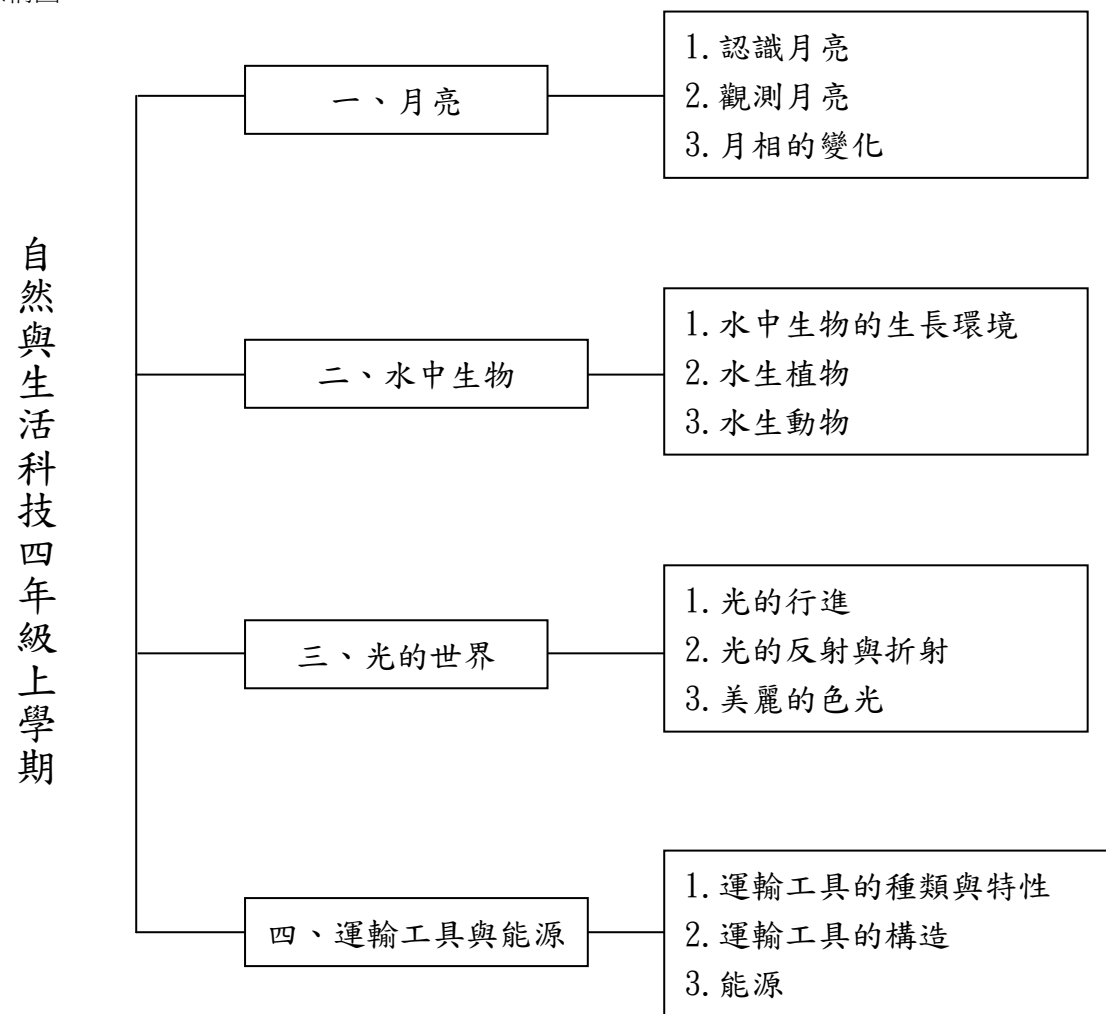 自然與生活科技四年級上學期
一、月亮
1.認識月亮
2.觀測月亮
3.月相的變化
二、水中生物
1.水中生物的生長環境
2.水生植物
3.水生動物
三、光的世界
1.光的行進
2.光的反射與折射
3.美麗的色光
四、運輸工具與能源
1.運輸工具的種類與特性
2.運輸工具的構造
3.能源